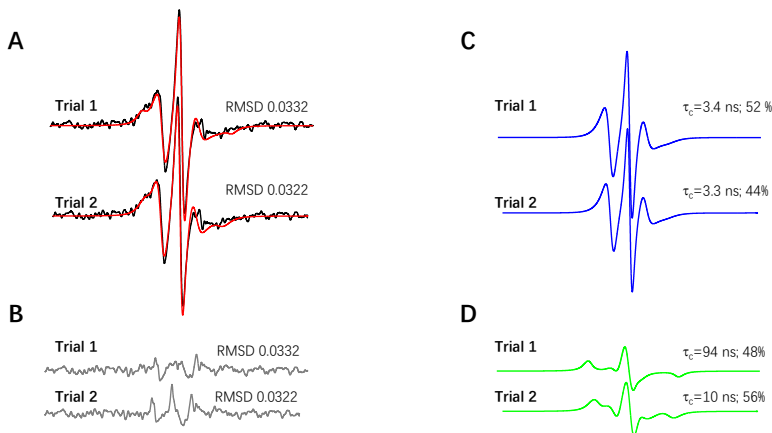 A
Trial 1
RMSD 0.0332
Trial 2
RMSD 0.0322
B
Trial 1
RMSD 0.0332
Trial 2
RMSD 0.0322
C
Trial 1
τc=3.4 ns; 52 %
Trial 2
τc=3.3 ns; 44%
D
Trial 1
τc=94 ns; 48%
Trial 2
τc=10 ns; 56%